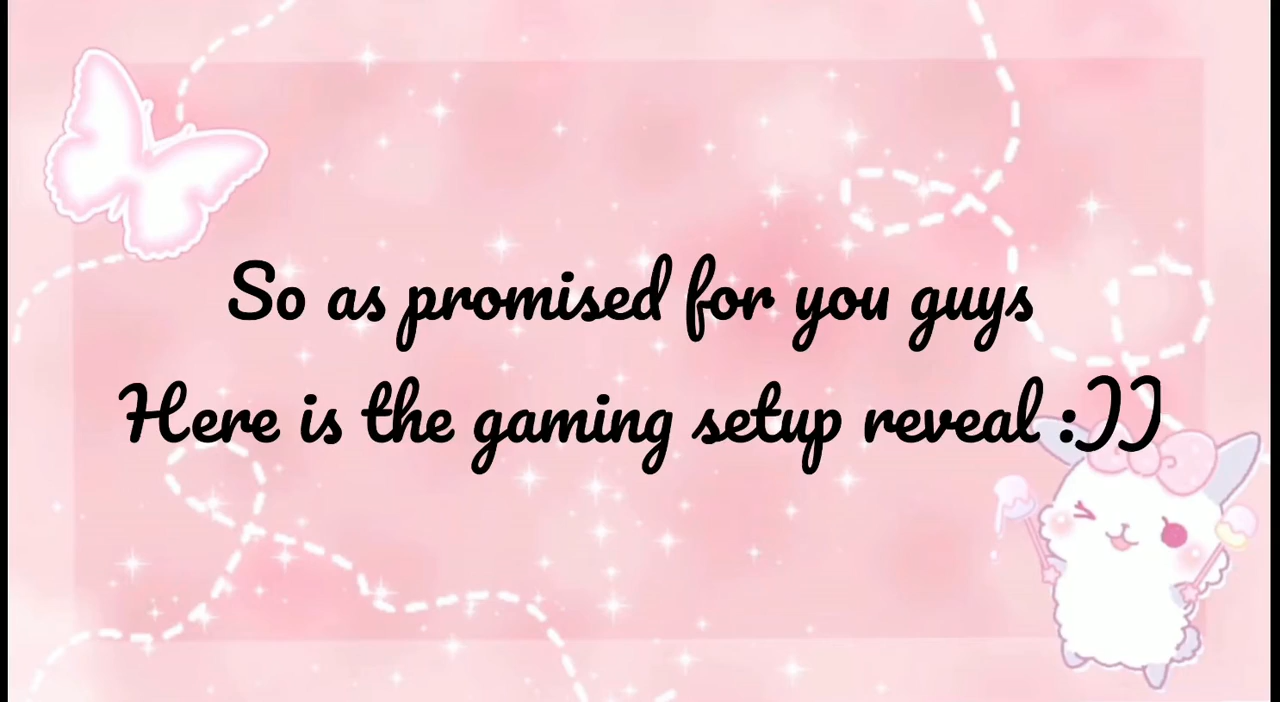 So as promised for you guys
Here is the gaming setup reveal :))